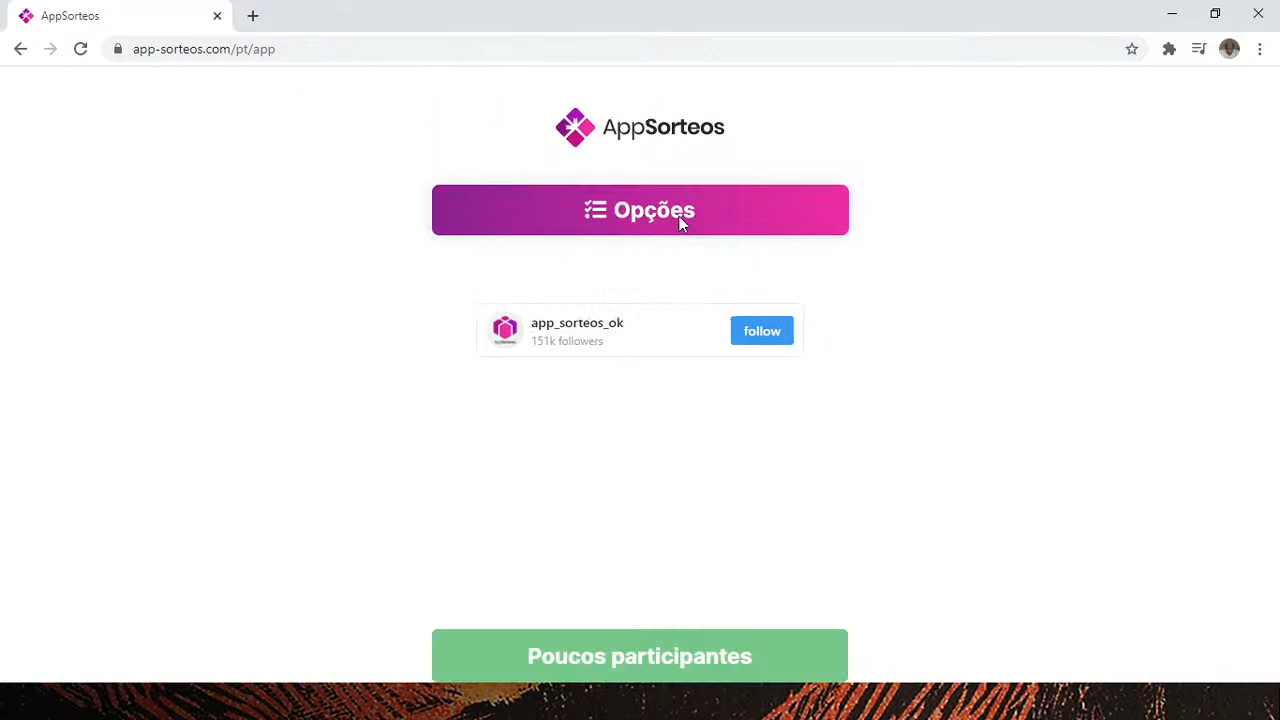 AppSorteos
app-sorteos.com/pt/app
AppSorteos
Opções
app_sorteos_ok
151k followers
follow
Poucos participantes